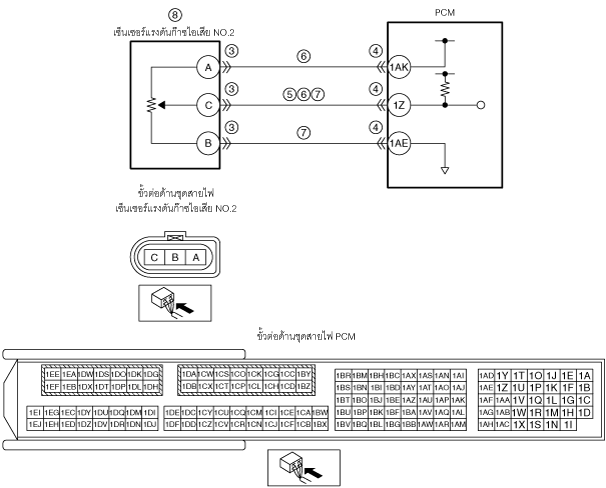 ⑧
PCM
เซ็นเซอร์แรงดันก๊าซไอเสีย NO.2
③ ⑥ ④
A 1AK
③ ⑤⑥⑦ ④
C 1Z
③ ⑦ ④
B 1AE
ขั้วต่อด้านชุดสายไฟ
เซ็นเซอร์แรงดันก๊าซไอเสีย NO.2
C B A
ขั้วต่อด้านชุดสายไฟ PCM
1EE 1EA 1DW 1DS 1DO 1DK 1DG 1DA 1CW 1CS 1CO 1CK 1CG 1CC 1BY 1BR 1BM 1BH 1BC 1AX 1AS 1AN 1AI 1AD 1Y 1T 1O 1J 1E 1A
1EF 1EB 1DX 1DT 1DP 1DL 1DH 1DB 1CX 1CT 1CP 1CL 1CH 1CD 1BZ 1BS 1BN 1BI 1BD 1AY 1AT 1AO 1AJ 1AE 1Z 1U 1P 1K 1F 1B
1BT 1BO 1BJ 1BE 1AZ 1AU 1AP 1AK 1AF 1AA 1V 1Q 1L 1G 1C
1EI 1EG 1EC 1DY 1DU 1DQ 1DM 1DI 1DE 1DC 1CY 1CU 1CQ 1CM 1CI 1CE 1CA 1BW 1BU 1BP 1BK 1BF 1BA 1AV 1AQ 1AL 1AG 1AB 1W 1R 1M 1H 1D
1EJ 1EH 1ED 1DZ 1DV 1DR 1DN 1DJ 1DF 1DD 1CZ 1CV 1CR 1CN 1CJ 1CF 1CB 1BX 1BV 1BQ 1BL 1BG 1BB 1AW 1AR 1AM 1AH 1AC 1X 1S 1N 1I